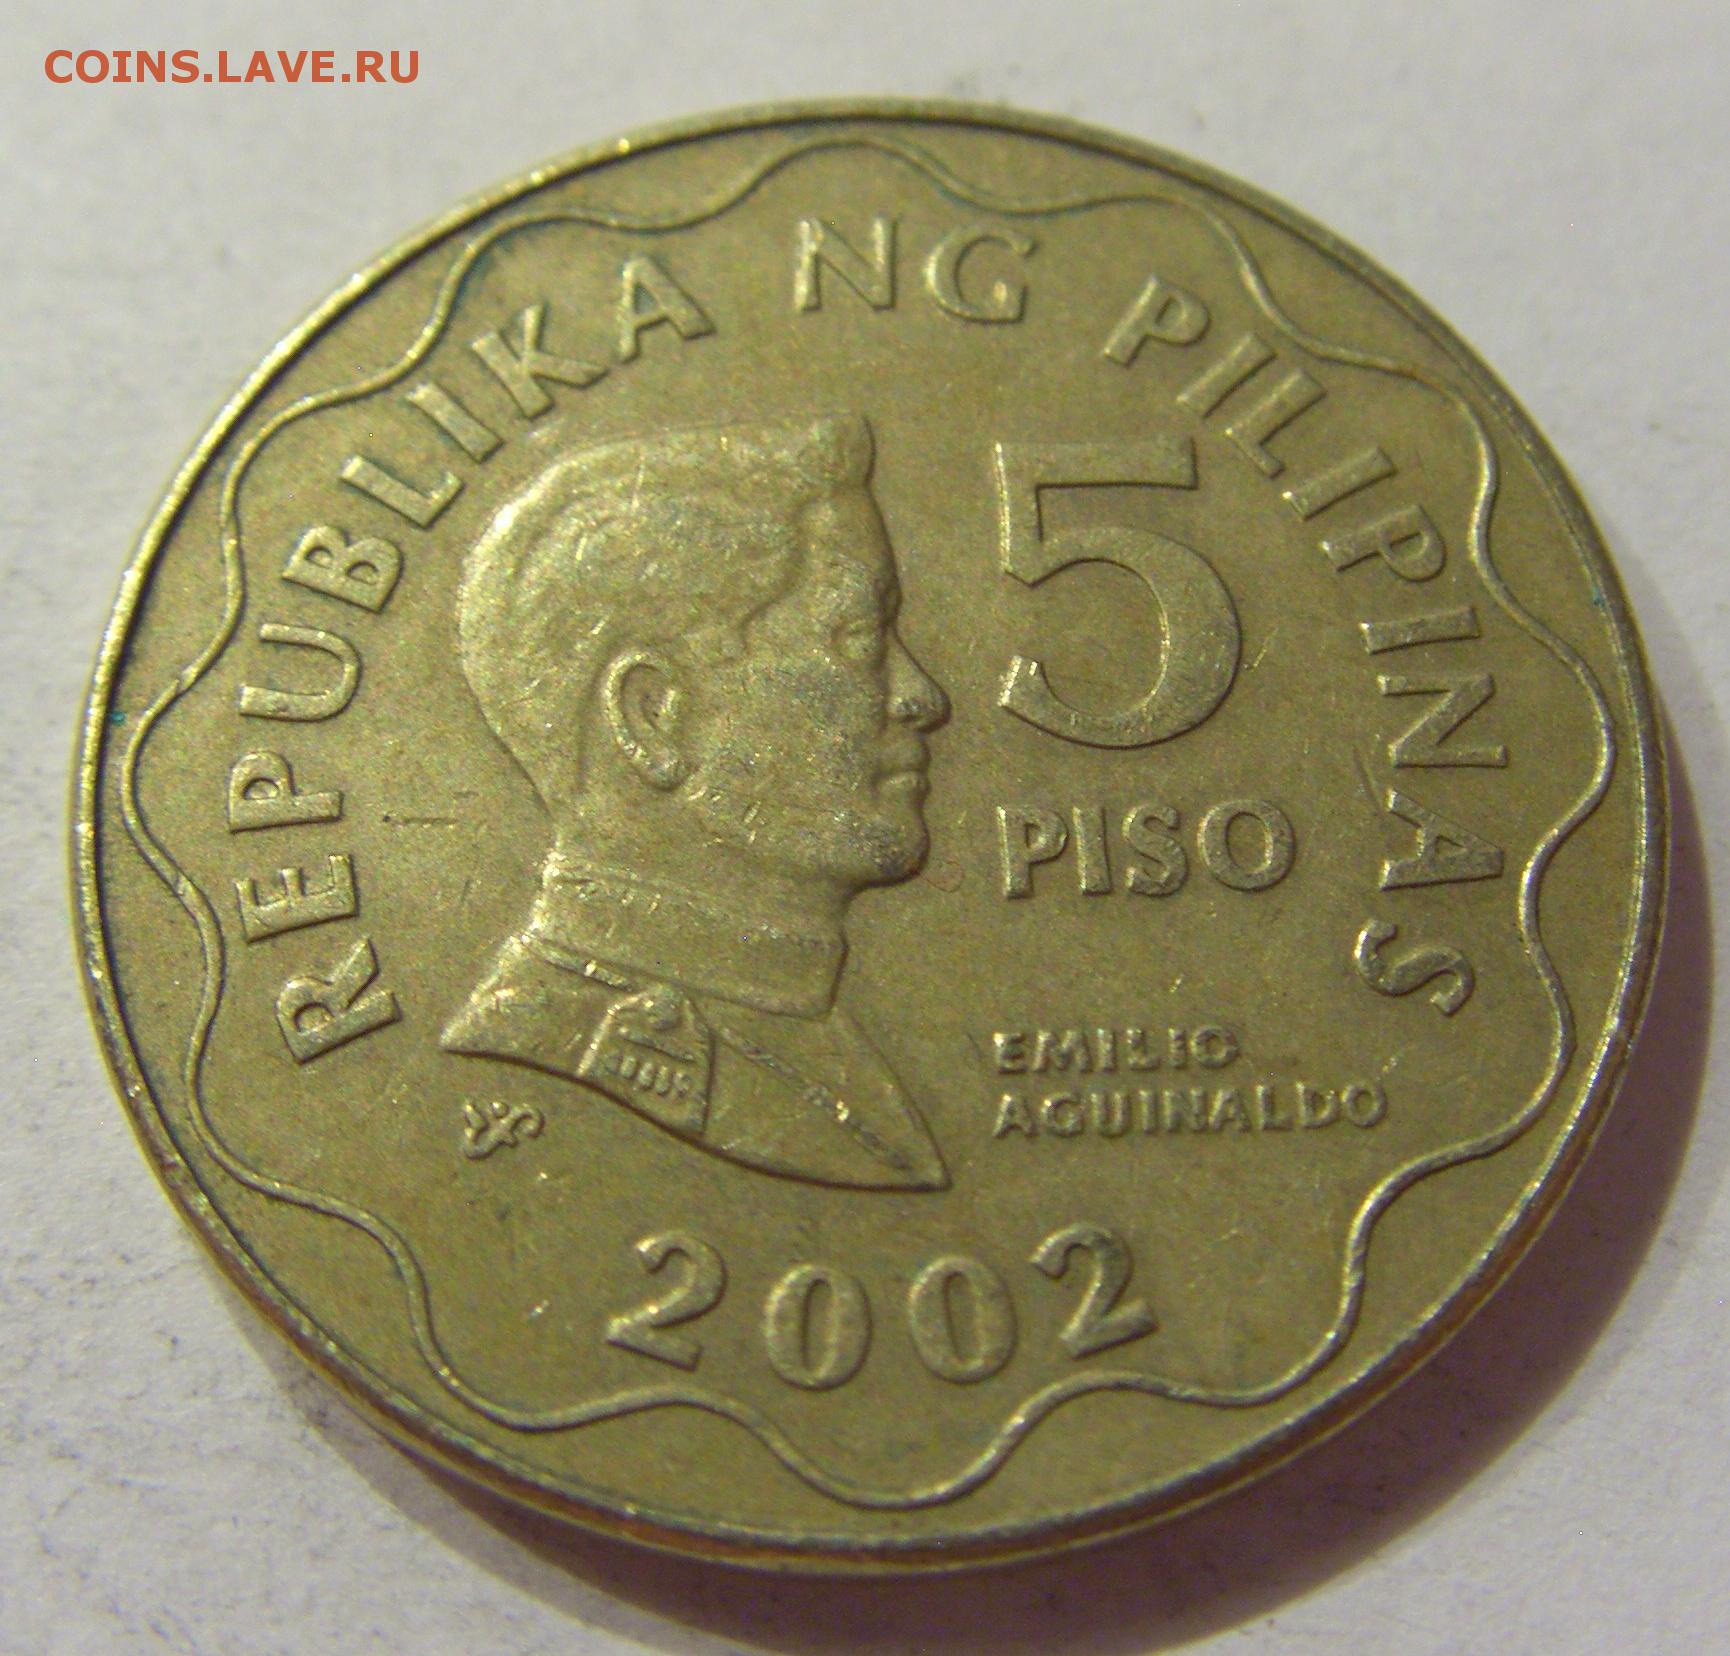 COINS.LAVE.RU
REPUBLIKA NG PILIPINAS
5
PISO
EMILIO
AGUINALDO
2002